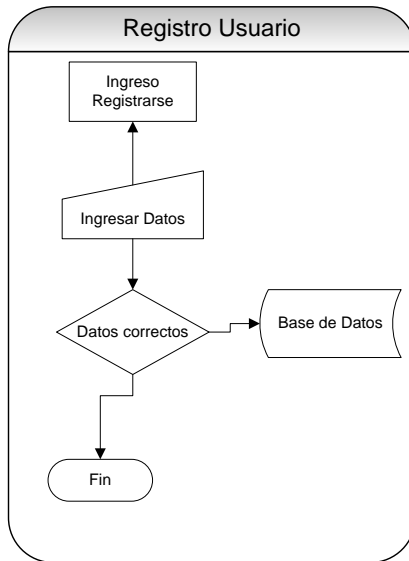 Registro Usuario
Ingreso
Registrarse
Ingresar Datos
Datos correctos
Base de Datos
Fin